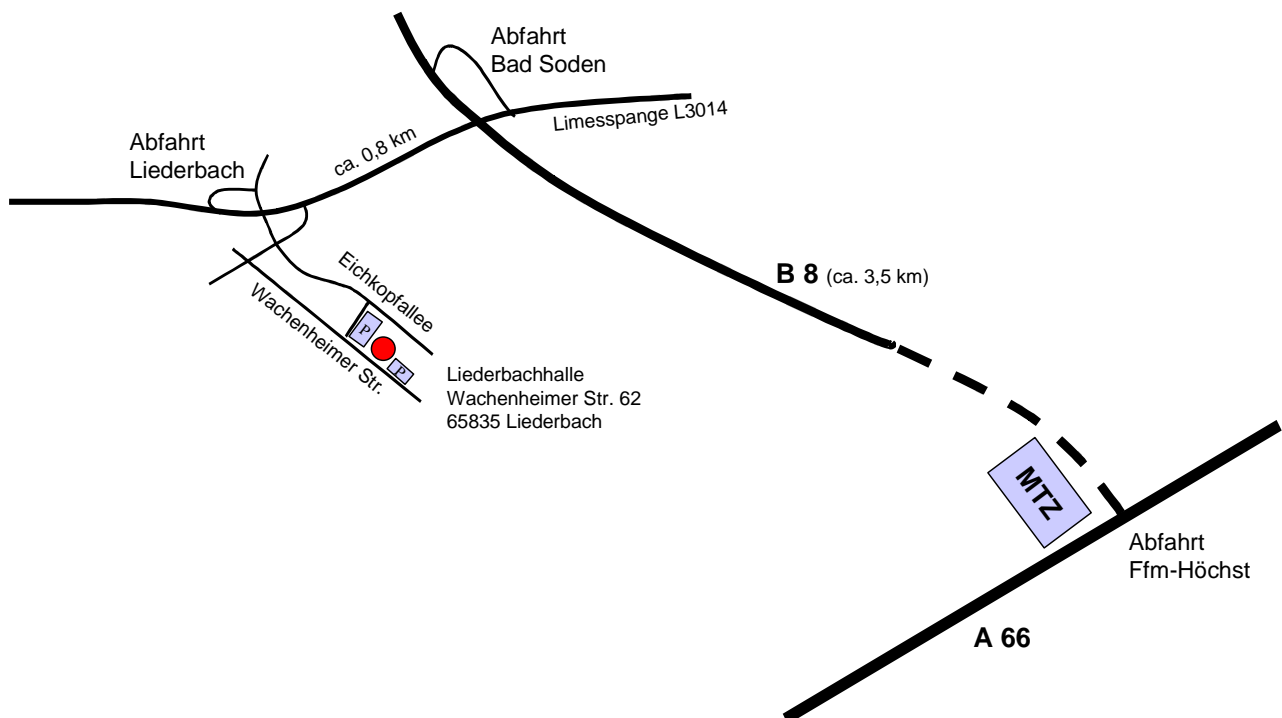 Abfahrt
Bad Soden
Limesspange L3014
Abfahrt
Liederbach
ca. 0,8 km
Eichkopfallee
Wachenheimer Str.
P
P
B 8 (ca. 3,5 km)
Liederbachhalle
Wachenheimer Str. 62
65835 Liederbach
MTZ
Abfahrt
Ffm-Höchst
A 66